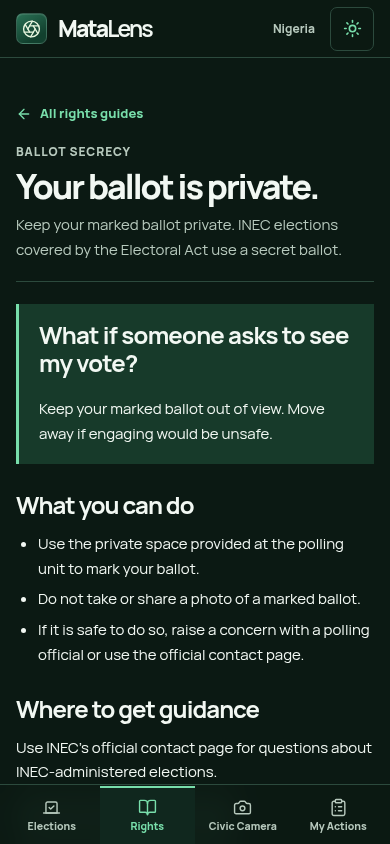 MataLens
Nigeria
All rights guides
BALLOT SECRECY
Your ballot is private.
Keep your marked ballot private. INEC elections
covered by the Electoral Act use a secret ballot.
What if someone asks to see
my vote?
Keep your marked ballot out of view. Move
away if engaging would be unsafe.
What you can do
• Use the private space provided at the polling
unit to mark your ballot.
• Do not take or share a photo of a marked ballot.
• If it is safe to do so, raise a concern with a polling
official or use the official contact page.
Where to get guidance
Use INEC's official contact page for questions about
INEC-administered elections.
Elections
Rights
Civic Camera
My Actions